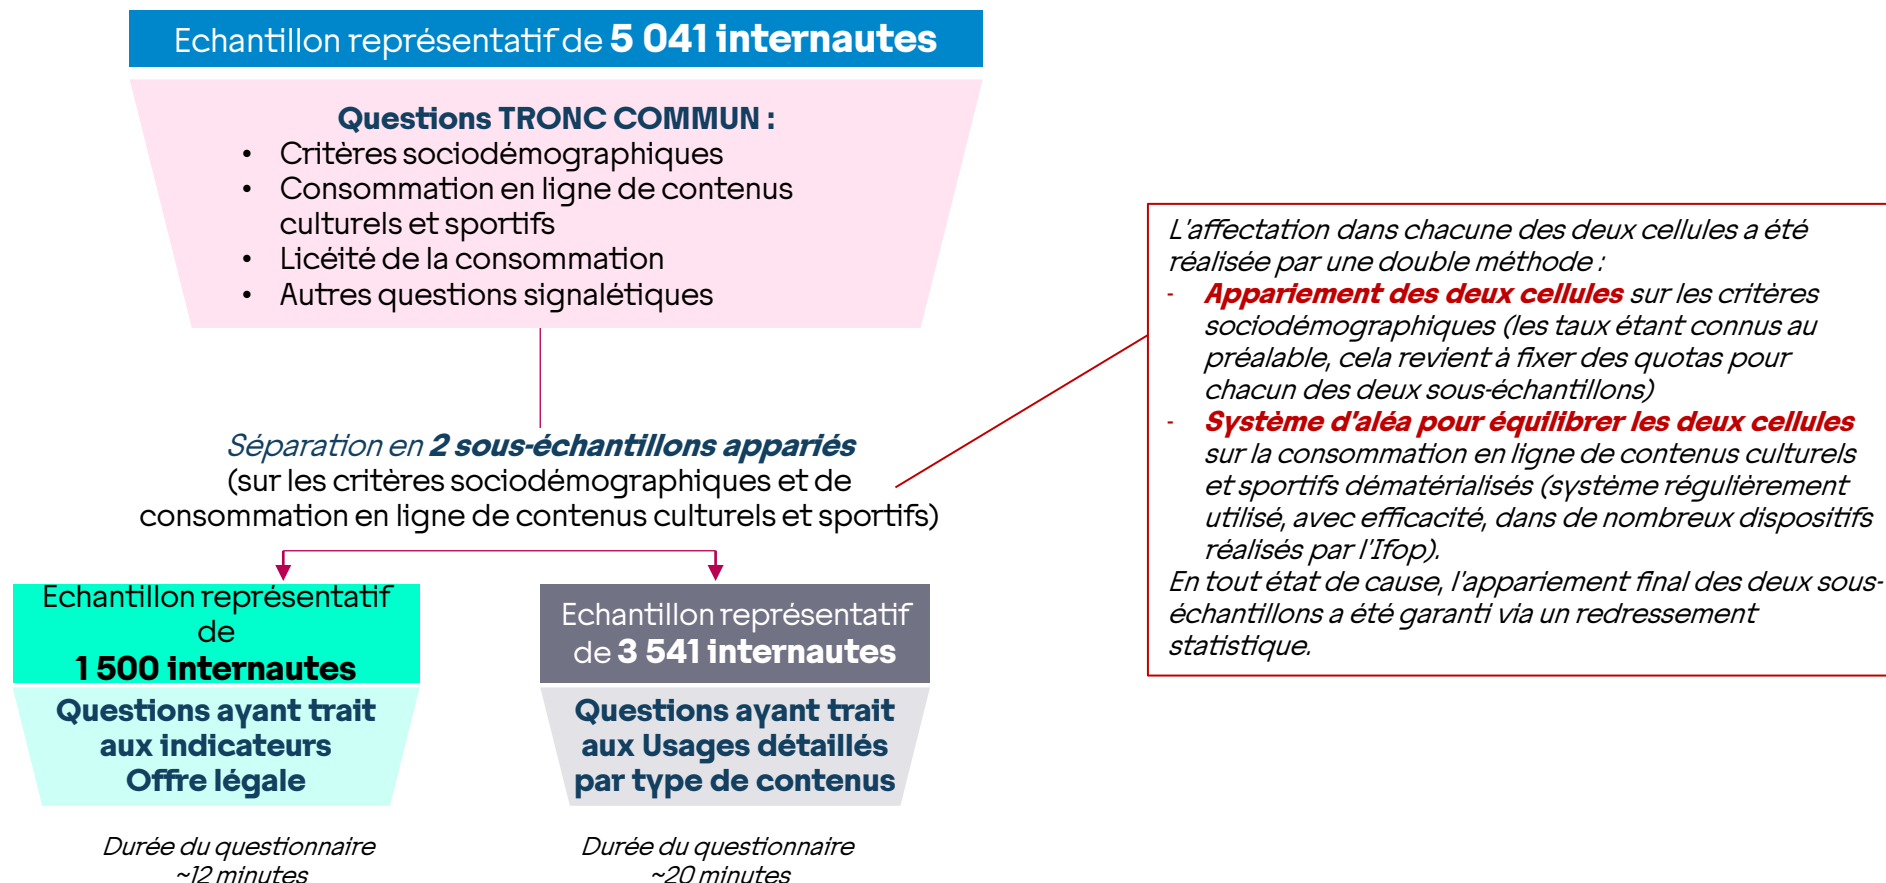 Echantillon représentatif de 5 041 internautes
Questions TRONC COMMUN :
• Critères sociodémographiques
• Consommation en ligne de contenus
culturels et sportifs
• Licéité de la consommation
• Autres questions signalétiques
Séparation en 2 sous-échantillons appariés
(sur les critères sociodémographiques et de
consommation en ligne de contenus culturels et sportifs)
Echantillon représentatif
de
1 500 internautes
Questions ayant trait
aux indicateurs
Offre légale
Durée du questionnaire
~12 minutes
Echantillon représentatif
de 3 541 internautes
Questions ayant trait
aux Usages détaillés
par type de contenus
Durée du questionnaire
~20 minutes
L'affectation dans chacune des deux cellules a été
réalisée par une double méthode :
- Appariement des deux cellules sur les critères
sociodémographiques (les taux étant connus au
préalable, cela revient à fixer des quotas pour
chacun des deux sous-échantillons)
- Système d'aléa pour équilibrer les deux cellules
sur la consommation en ligne de contenus culturels
et sportifs dématérialisés (système régulièrement
utilisé, avec efficacité, dans de nombreux dispositifs
réalisés par l'Ifop).
En tout état de cause, l'appariement final des deux sous-
échantillons a été garanti via un redressement
statistique.